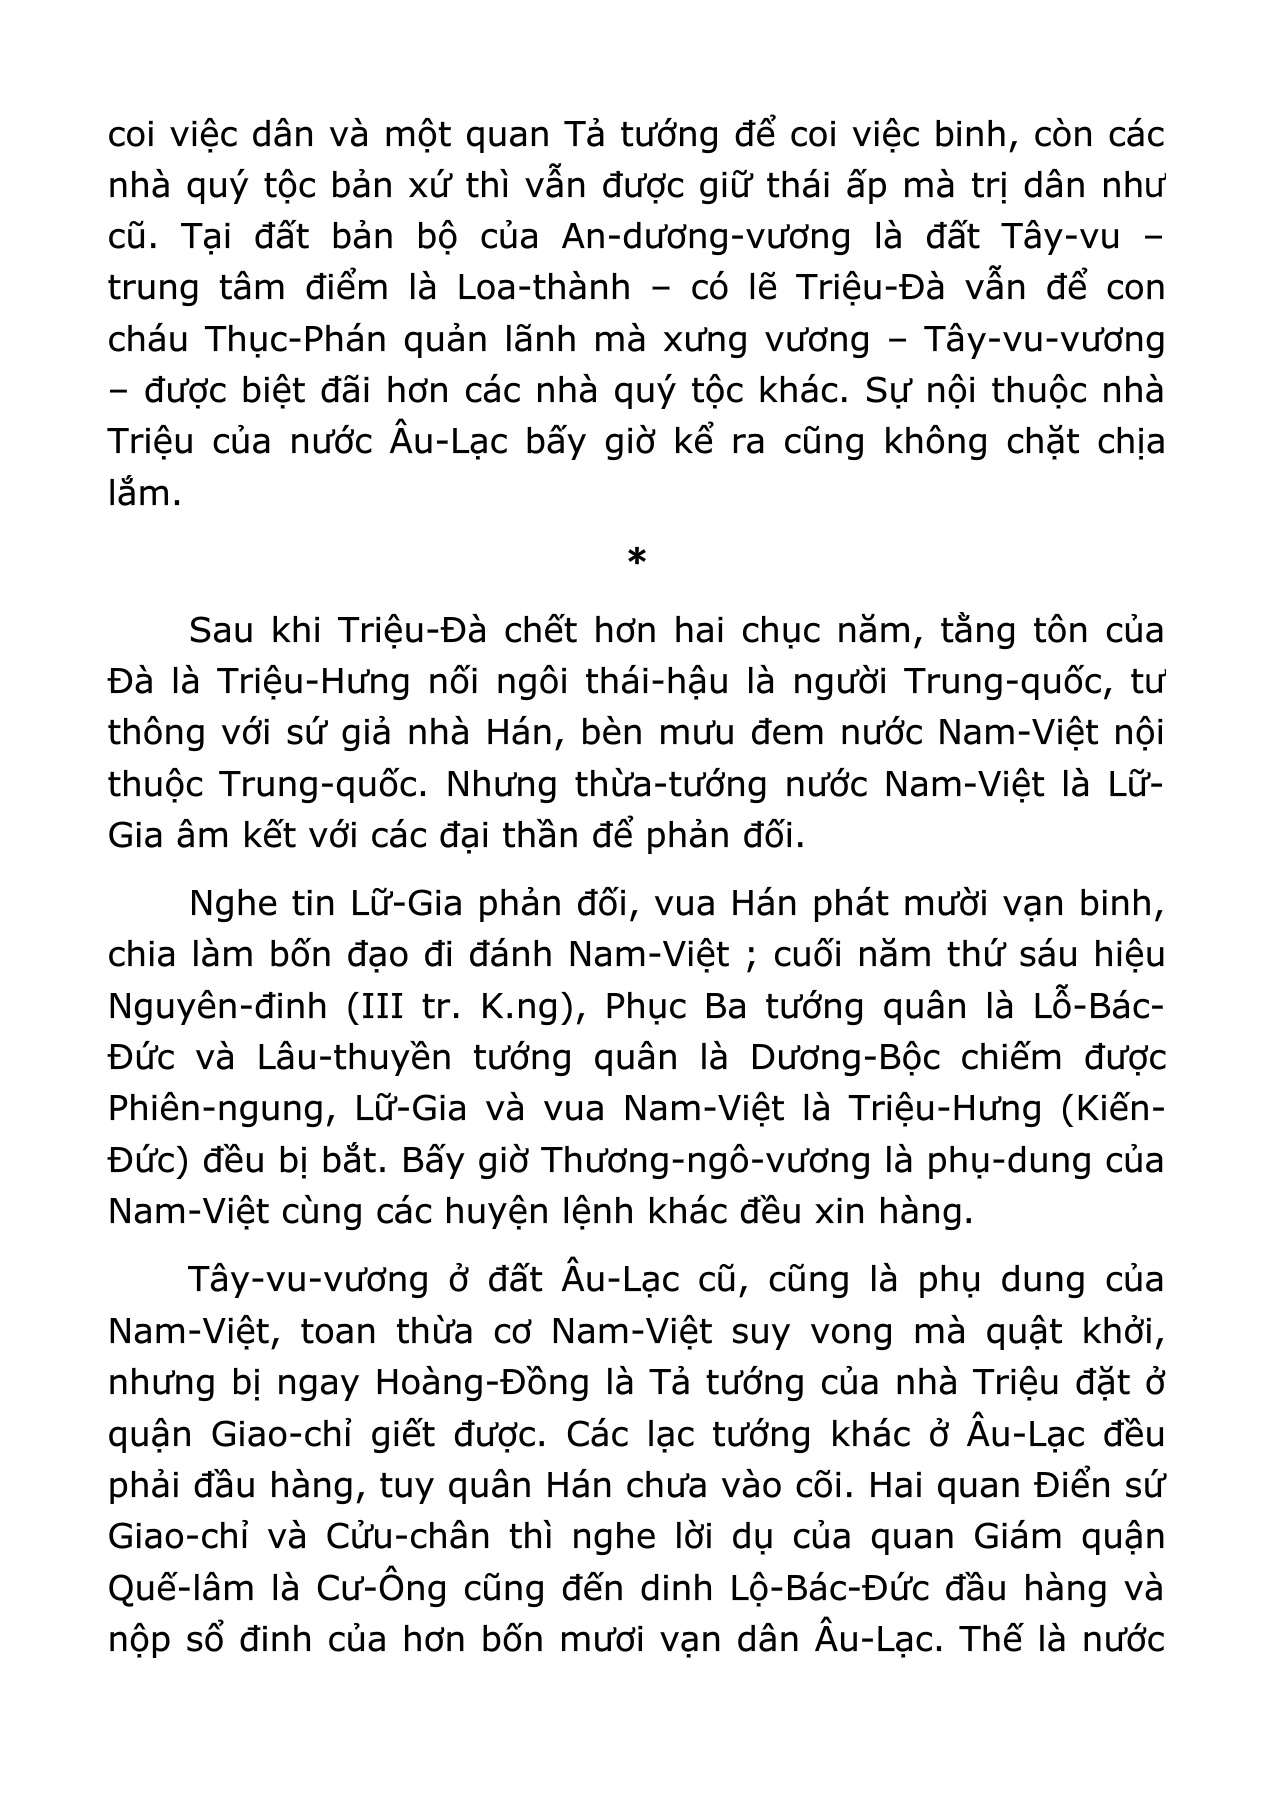 coi việc dân và một quan Tả tướng để coi việc binh, còn các
nhà quý tộc bản xứ thì vẫn được giữ thái ấp mà trị dân như
cũ. Tại đất bản bộ của An-dương-vương là đất Tây-vu –
trung tâm điểm là Loa-thành – có lẽ Triệu-Đà vẫn để con
cháu Thục-Phán quản lãnh mà xưng vương – Tây-vu-vương
– được biệt đãi hơn các nhà quý tộc khác. Sự nội thuộc nhà
Triệu của nước Âu-Lạc bấy giờ kể ra cũng không chặt chịa
lắm.
*
Sau khi Triệu-Đà chết hơn hai chục năm, tằng tôn của
Đà là Triệu-Hưng nối ngôi thái-hậu là người Trung-quốc, tư
thông với sứ giả nhà Hán, bèn mưu đem nước Nam-Việt nội
thuộc Trung-quốc. Nhưng thừa-tướng nước Nam-Việt là Lữ-
Gia âm kết với các đại thần để phản đối.
Nghe tin Lữ-Gia phản đối, vua Hán phát mười vạn binh,
chia làm bốn đạo đi đánh Nam-Việt ; cuối năm thứ sáu hiệu
Nguyên-đinh (III tr. K.ng), Phục Ba tướng quân là Lỗ-Bác-
Đức và Lâu-thuyền tướng quân là Dương-Bộc chiếm được
Phiên-ngung, Lữ-Gia và vua Nam-Việt là Triệu-Hưng (Kiến-
Đức) đều bị bắt. Bấy giờ Thương-ngô-vương là phụ-dung của
Nam-Việt cùng các huyện lệnh khác đều xin hàng.
Tây-vu-vương ở đất Âu-Lạc cũ, cũng là phụ dung của
Nam-Việt, toan thừa cơ Nam-Việt suy vong mà quật khởi,
nhưng bị ngay Hoàng-Đồng là Tả tướng của nhà Triệu đặt ở
quận Giao-chỉ giết được. Các lạc tướng khác ở Âu-Lạc đều
phải đầu hàng, tuy quân Hán chưa vào cõi. Hai quan Điển sứ
Giao-chỉ và Cửu-chân thì nghe lời dụ của quan Giám quận
Quế-lâm là Cư-Ông cũng đến dinh Lộ-Bác-Đức đầu hàng và
nộp sổ đinh của hơn bốn mươi vạn dân Âu-Lạc. Thế là nước